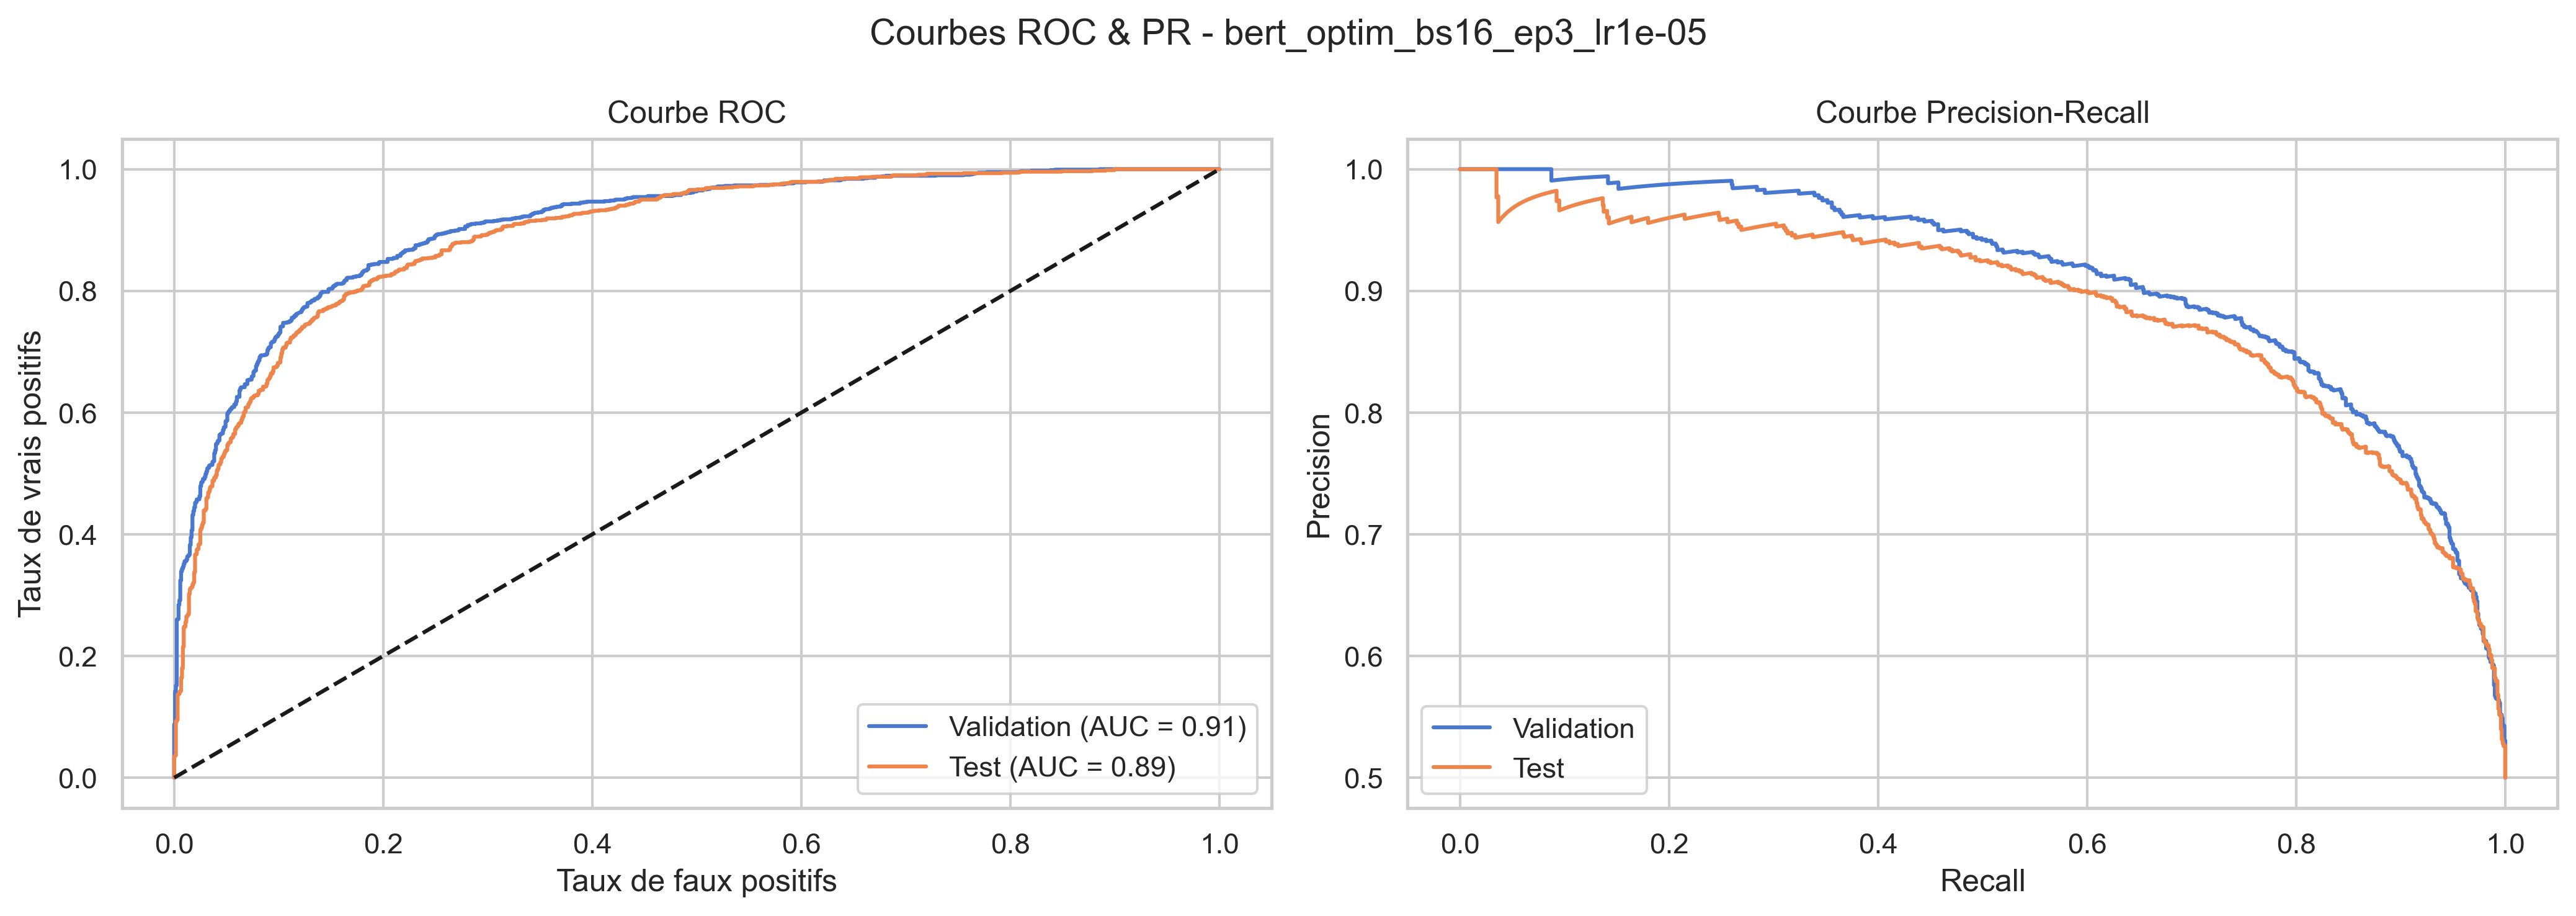 Courbes ROC & PR - bert_optim_bs16_ep3_lr1e-05
Courbe ROC
Taux de vrais positifs
1.0
0.8
0.6
0.4
0.2
0.0
Validation (AUC = 0.91)
Test (AUC = 0.89)
0.0 0.2 0.4 0.6 0.8 1.0
Taux de faux positifs
Courbe Precision-Recall
Precision
1.0
0.9
0.8
0.7
0.6
0.5
Validation
Test
0.0 0.2 0.4 0.6 0.8 1.0
Recall